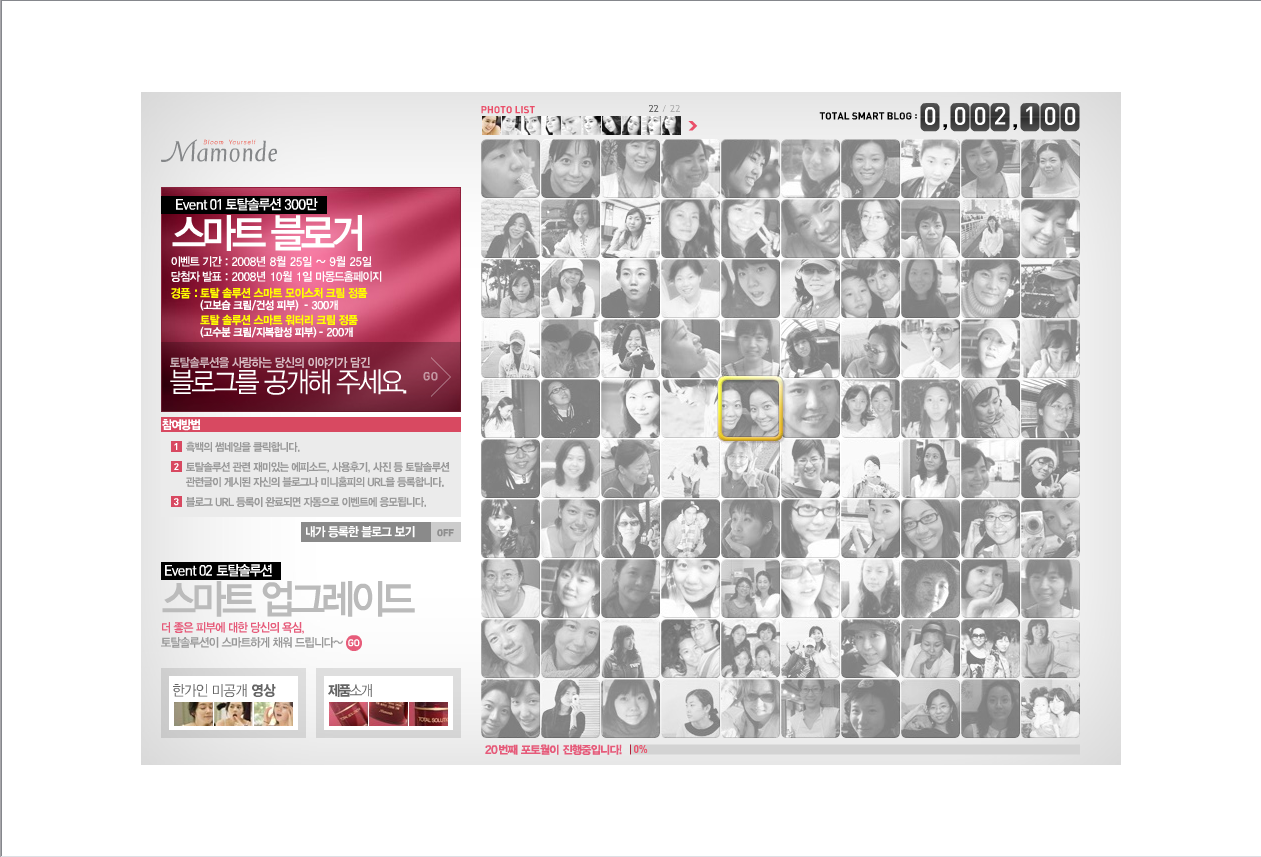 Bloom Yourself
Mamonde
Event 01 토탈솔루션 300만
스마트 블로거
이벤트 기간 : 2008년 8월 25일 ~ 9월 25일
당첨자 발표 : 2008년 10월 1일 마몽드홈페이지
경품 : 토탈 솔루션 스마트 모이스처 크림 정품
(고보습 크림/건성 피부) - 300개
토탈 솔루션 스마트 워터리 크림 정품
(고수분 크림/지복합성 피부) - 200개
토탈솔루션을 사랑하는 당신의 이야기가 담긴
블로그를 공개해 주세요.
GO
참여방법
1 흑백의 썸네일을 클릭합니다.
2 토탈솔루션 관련 재미있는 에피소드, 사용후기, 사진 등 토탈솔루션
관련글이 게시된 자신의 블로그나 미니홈피의 URL을 등록합니다.
3 블로그 URL 등록이 완료되면 자동으로 이벤트에 응모됩니다.
내가 등록한 블로그 보기 OFF
Event 02 토탈솔루션
스마트 업그레이드
더 좋은 피부에 대한 당신의 욕심,
토탈솔루션이 스마트하게 채워 드립니다~ GO
한가인 미공개 영상
제품소개
TOTAL SOLUT
PHOTO LIST
22 / 22
TOTAL SMART BLOG : 0,002,100
20번째 포토월이 진행중입니다! 0%